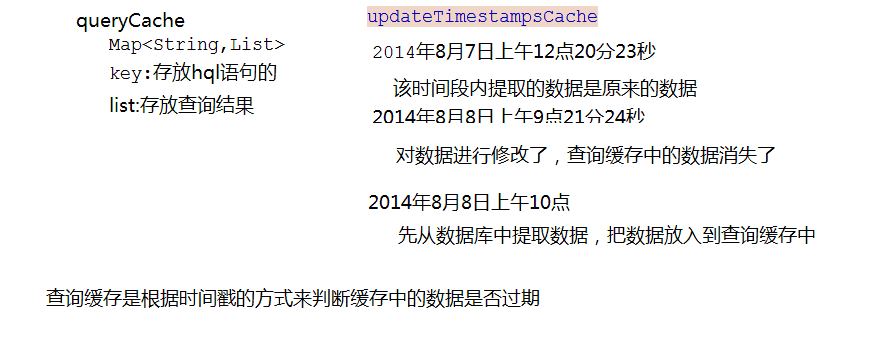 queryCache
Map<String,List>
key:存放hql语句的
list:存放查询结果
updateTimestampsCache
2014年8月7日上午12点20分23秒
该时间段内提取的数据是原来的数据
2014年8月8日上午9点21分24秒
对数据进行修改了，查询缓存中的数据消失了
2014年8月8日上午10点
先从数据库中提取数据，把数据放入到查询缓存中
查询缓存是根据时间戳的方式来判断缓存中的数据是否过期